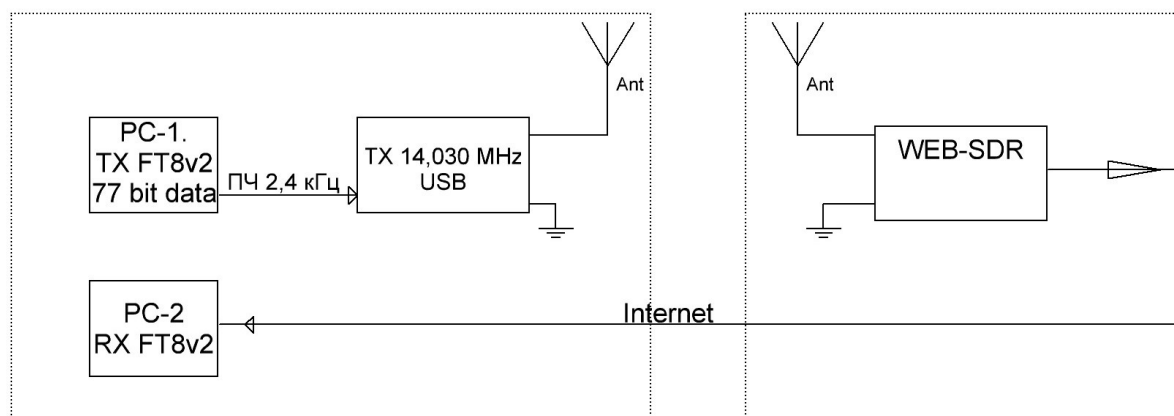 Ant
Ant
PC-1.
TX FT8v2
77 bit data
ПЧ 2,4 кГц
TX 14,030 MHz
USB
WEB-SDR
PC-2
RX FT8v2
Internet